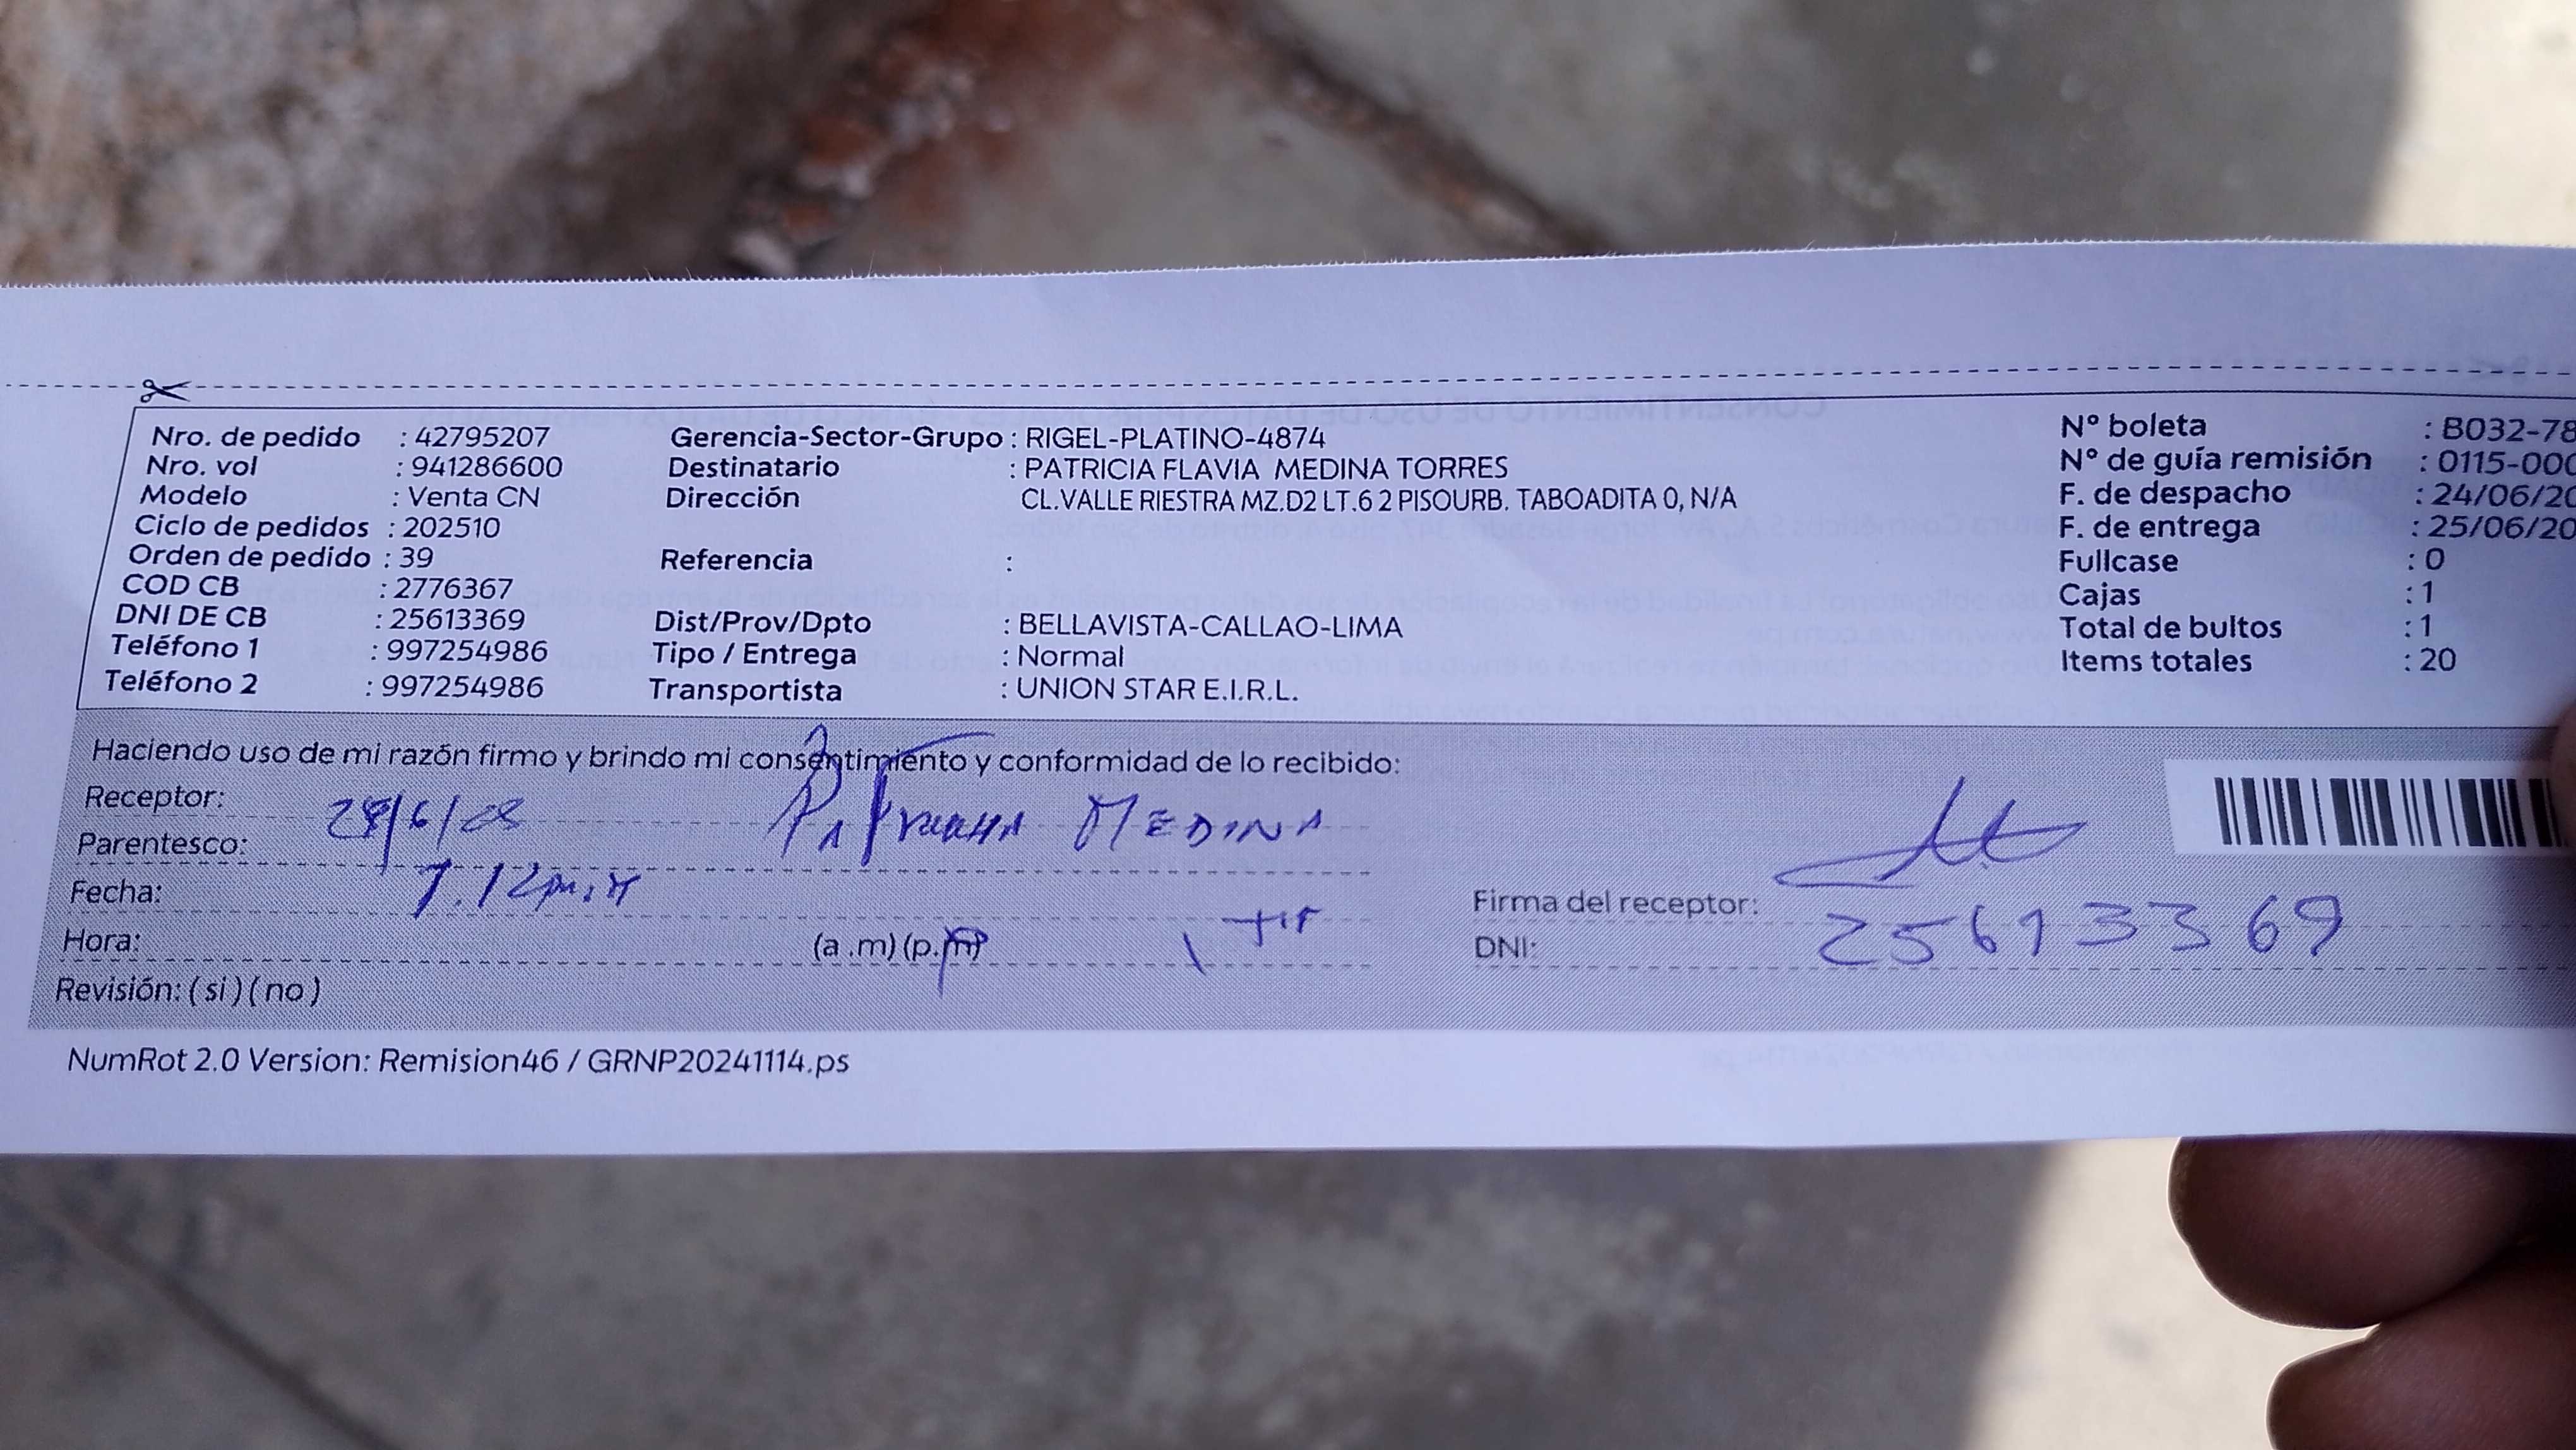 Nro. de pedido : 42795207
Nro. vol : 941286600
Modelo : Venta CN
Ciclo de pedidos : 202510
Orden de pedido : 39
COD CB : 2776367
DNI DE CB : 25613369
Teléfono 1 : 997254986
Teléfono 2 : 997254986
Gerencia-Sector-Grupo : RIGEL-PLATINO-4874
Destinatario : PATRICIA FLAVIA MEDINA TORRES
Dirección CL.VALLE RIESTRA MZ.D2 LT.6 2 PISOURB. TABOADITA 0, N/A
Referencia :
Dist/Prov/Dpto : BELLAVISTA-CALLAO-LIMA
Tipo / Entrega : Normal
Transportista : UNION STAR E.I.R.L.
N° boleta : B032-78
N° de guía remisión : 0115-000
F. de despacho : 24/06/20
F. de entrega : 25/06/20
Fullcase : 0
Cajas : 1
Total de bultos : 1
Items totales : 20
Haciendo uso de mi razón firmo y brindo mi consentimiento y conformidad de lo recibido:
Receptor: MEDINA
Parentesco:
Fecha:
Hora: (a .m) (p.m)
Revisión: ( si ) ( no )
Firma del receptor:
DNI: 25613369
NumRot 2.0 Version: Remision46 / GRNP20241114.ps